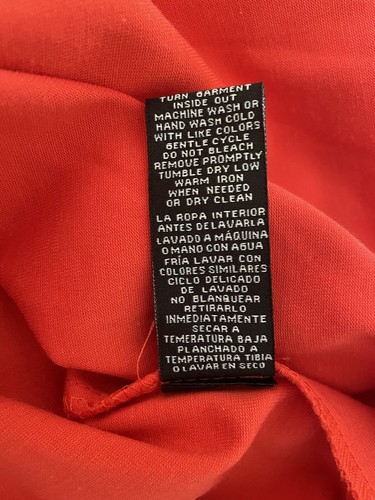 TURN GARMENT
INSIDE OUT
MACHINE WASH OR
HAND WASH COLD
WITH LIKE COLORS
GENTLE CYCLE
DO NOT BLEACH
REMOVE PROMPTLY
TUMBLE DRY LOW
WARM IRON
WHEN NEEDED
OR DRY CLEAN
LA ROPA INTERIOR
ANTES DELAVARLA
LAVADO A MÁQUINA
O MANO CON AGUA
FRÍA LAVAR CON
COLORES SIMILARES
CICLO DELICADO
DE LAVADO
NO BLANQUEAR
RETIRARLO
INMEDIATAMENTE
SECAR A
TEMERATURA BAJA
PLANCHADO A
TEMPERATURA TIBIA
O LAVAR EN SECO